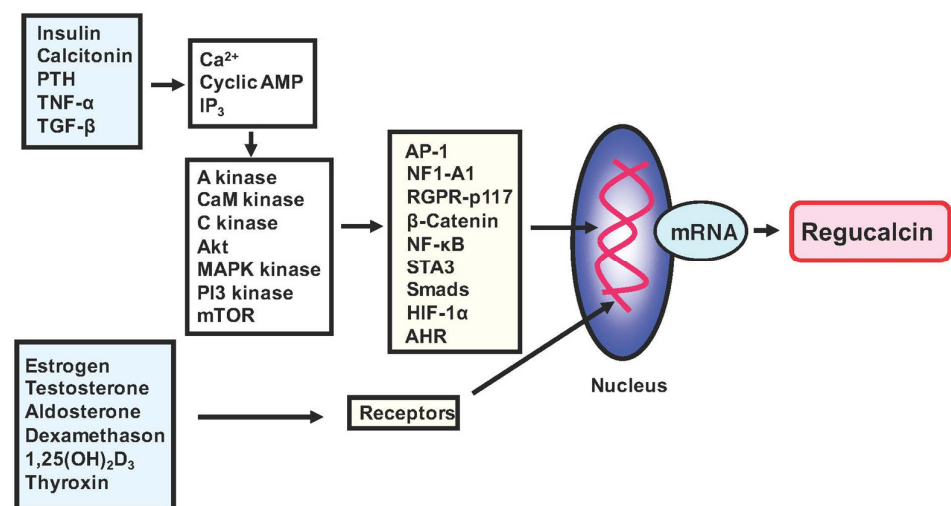 Insulin
Calcitonin
PTH
TNF-α
TGF-β
Ca²⁺
Cyclic AMP
IP₃
A kinase
CaM kinase
C kinase
Akt
MAPK kinase
PI3 kinase
mTOR
AP-1
NF1-A1
RGPR-p117
β-Catenin
NF-κB
STA3
Smads
HIF-1α
AHR
mRNA
Regucalcin
Nucleus
Estrogen
Testosterone
Aldosterone
Dexamethason
1,25(OH)₂D₃
Thyroxin
Receptors